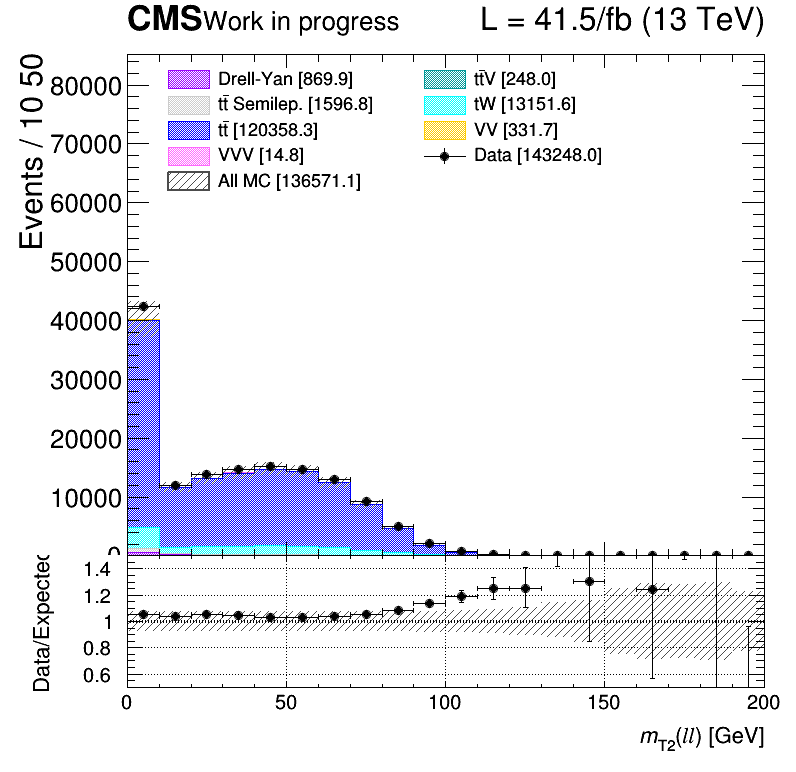 CMS Work in progress L = 41.5/fb (13 TeV)
Events / 10 50
80000
70000
60000
50000
40000
30000
20000
10000
0
Drell-Yan [869.9]
tt̄ Semilep. [1596.8]
tt̄ [120358.3]
VVV [14.8]
All MC [136571.1]
tt̄V [248.0]
tW [13151.6]
VV [331.7]
Data [143248.0]
Data/Expected
1.4
1.2
1
0.8
0.6
0 50 100 150 200
mT2(ll) [GeV]